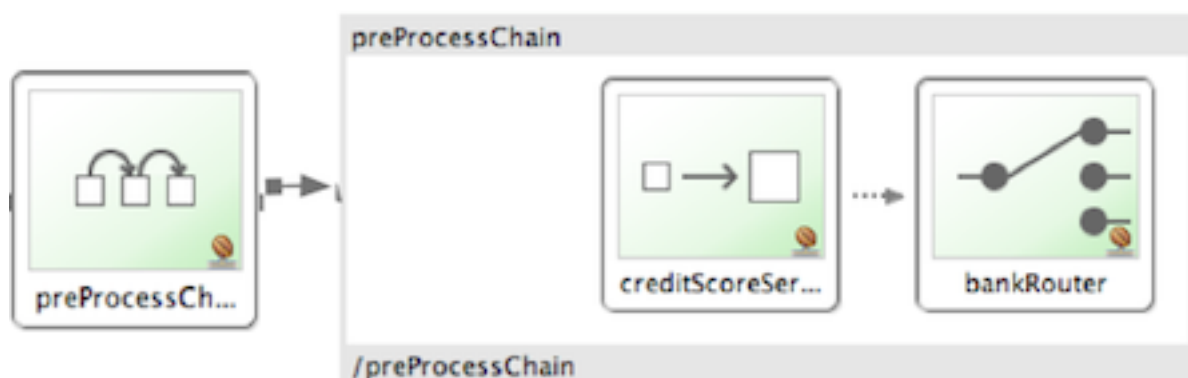 preProcessChain
preProcessCh...
creditScoreSer...
bankRouter
/preProcessChain